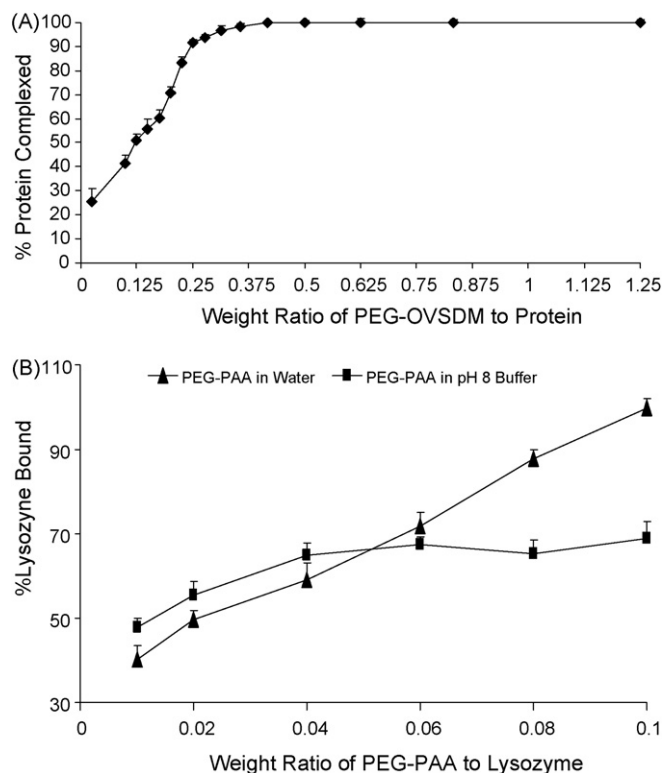 (A)
% Protein Complexed
100
90
80
70
60
50
40
30
20
10
0
0 0.125 0.25 0.375 0.5 0.625 0.75 0.875 1 1.125 1.25
Weight Ratio of PEG-OVSDM to Protein
(B)
PEG-PAA in Water PEG-PAA in pH 8 Buffer
%Lysozyne Bound
110
90
70
50
30
0 0.02 0.04 0.06 0.08 0.1
Weight Ratio of PEG-PAA to Lysozyme